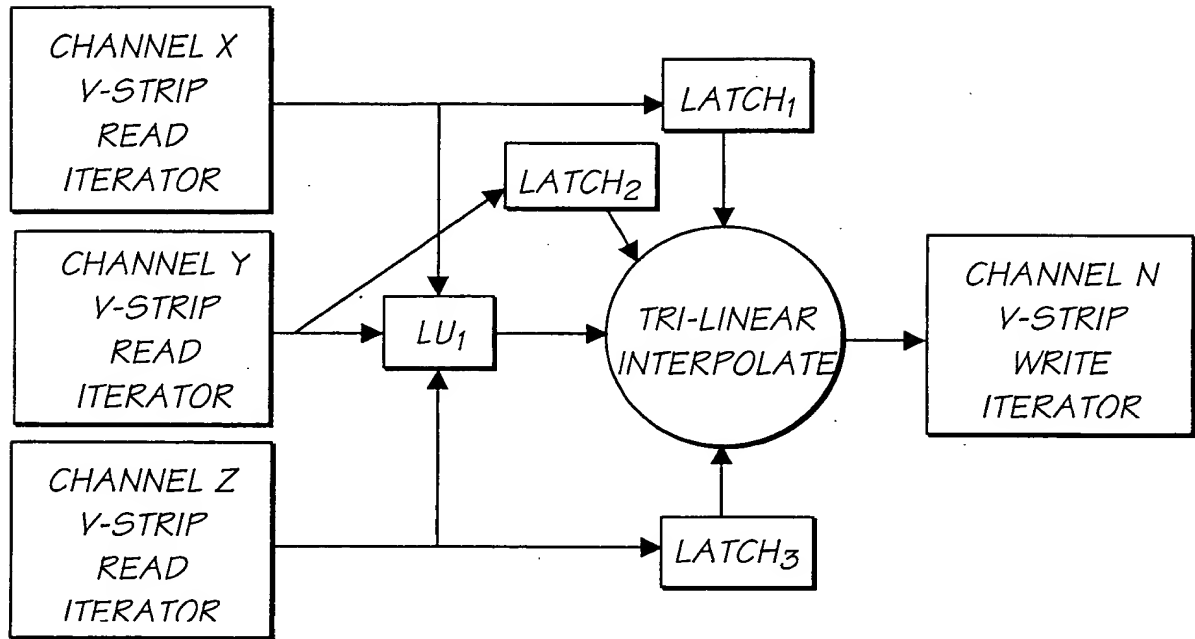 CHANNEL X
V-STRIP
READ
ITERATOR
LATCH₁
LATCH₂
CHANNEL Y
V-STRIP
READ
ITERATOR
LU₁
TRI-LINEAR
INTERPOLATE
CHANNEL N
V-STRIP
WRITE
ITERATOR
CHANNEL Z
V-STRIP
READ
ITERATOR
LATCH₃